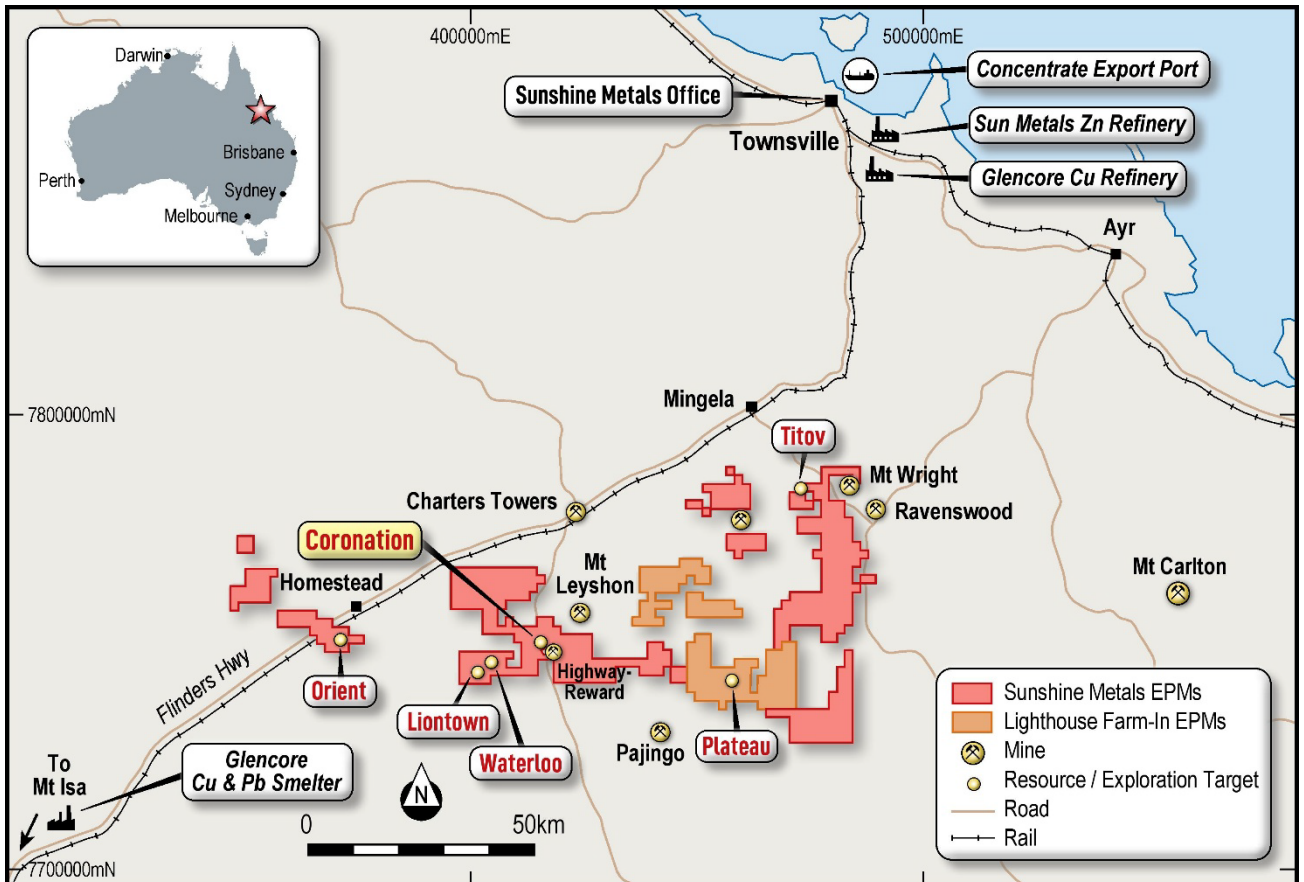 400000mE
500000mE
Darwin
Brisbane
Perth
Sydney
Melbourne
Sunshine Metals Office
Concentrate Export Port
Townsville
Sun Metals Zn Refinery
Glencore Cu Refinery
Ayr
7800000mN
Mingela
Titov
Mt Wright
Ravenswood
Charters Towers
Coronation
Mt
Leyshon
Mt Carlton
Homestead
Highway-
Reward
Orient
Flinders Hwy
Liontown
Waterloo
Pajingo
Plateau
To
Mt Isa
Glencore
Cu & Pb Smelter
N
0
50km
Sunshine Metals EPMs
Lighthouse Farm-In EPMs
Mine
Resource / Exploration Target
Road
Rail
7700000mN